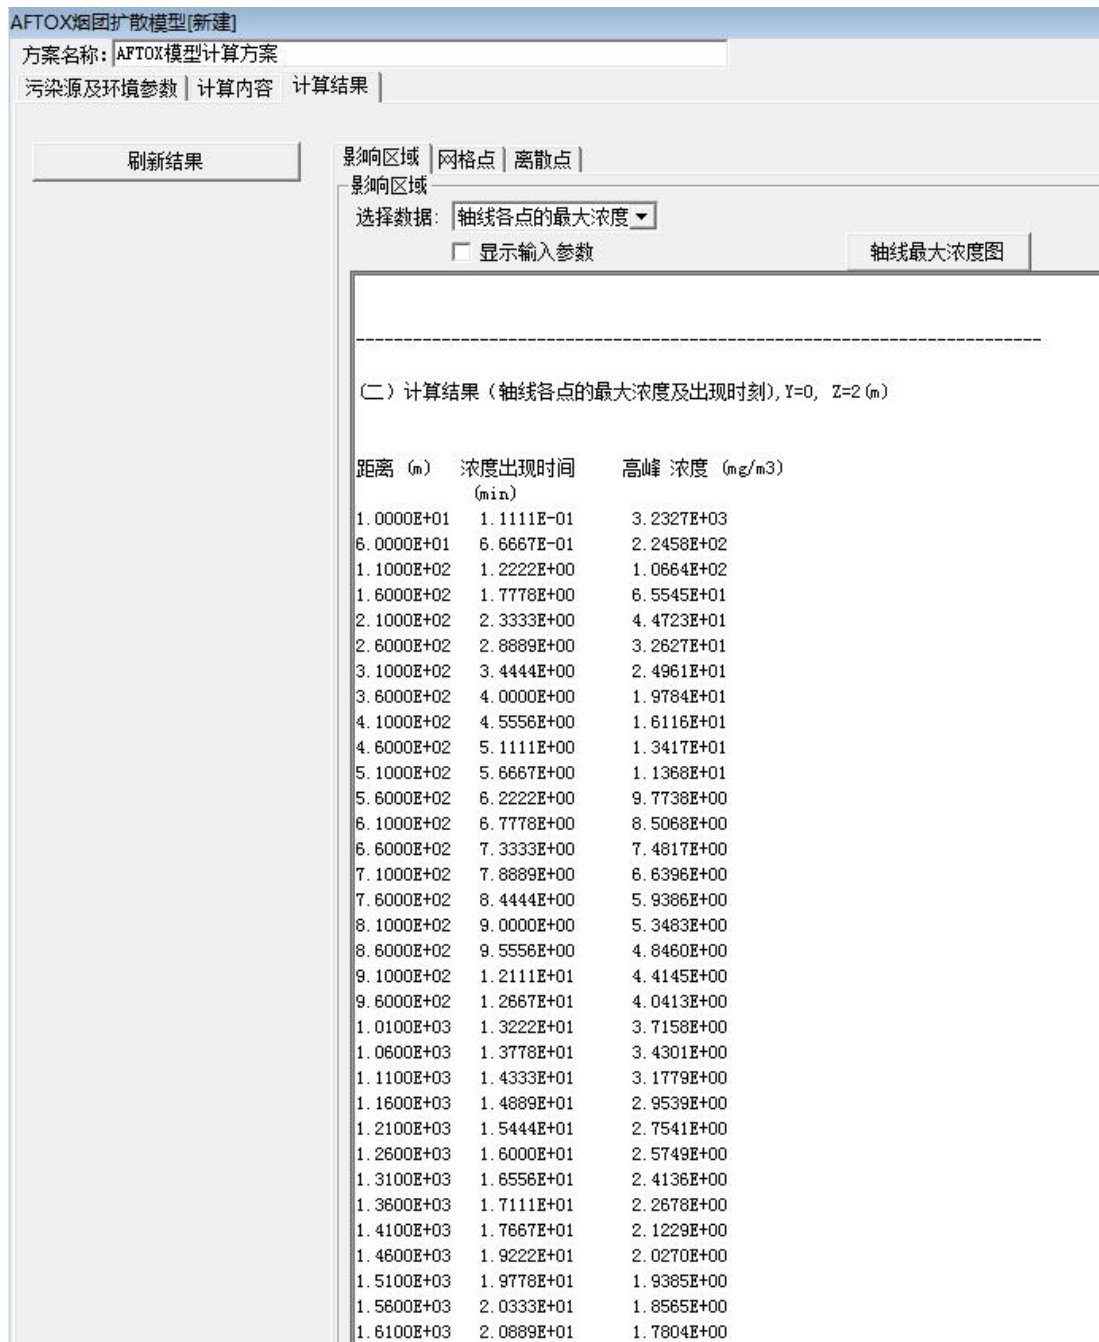 AFTOX烟团扩散模型[新建]
方案名称: AFTOX模型计算方案
污染源及环境参数 计算内容 计算结果
刷新结果
影响区域 网格点 离散点
影响区域
选择数据: 轴线各点的最大浓度
显示输入参数 轴线最大浓度图
------------------------------------------------------------------------
(二) 计算结果 (轴线各点的最大浓度及出现时刻),Y=0, Z=2(m)
距离 (m) 浓度出现时间 高峰 浓度 (mg/m3)
(min)
1.0000E+01 1.1111E-01 3.2327E+03
6.0000E+01 6.6667E-01 2.2458E+02
1.1000E+02 1.2222E+00 1.0664E+02
1.6000E+02 1.7778E+00 6.5545E+01
2.1000E+02 2.3333E+00 4.4723E+01
2.6000E+02 2.8889E+00 3.2627E+01
3.1000E+02 3.4444E+00 2.4961E+01
3.6000E+02 4.0000E+00 1.9784E+01
4.1000E+02 4.5556E+00 1.6116E+01
4.6000E+02 5.1111E+00 1.3417E+01
5.1000E+02 5.6667E+00 1.1368E+01
5.6000E+02 6.2222E+00 9.7738E+00
6.1000E+02 6.7778E+00 8.5068E+00
6.6000E+02 7.3333E+00 7.4817E+00
7.1000E+02 7.8889E+00 6.6396E+00
7.6000E+02 8.4444E+00 5.9386E+00
8.1000E+02 9.0000E+00 5.3483E+00
8.6000E+02 9.5556E+00 4.8460E+00
9.1000E+02 1.2111E+01 4.4145E+00
9.6000E+02 1.2667E+01 4.0413E+00
1.0100E+03 1.3222E+01 3.7158E+00
1.0600E+03 1.3778E+01 3.4301E+00
1.1100E+03 1.4333E+01 3.1779E+00
1.1600E+03 1.4889E+01 2.9539E+00
1.2100E+03 1.5444E+01 2.7541E+00
1.2600E+03 1.6000E+01 2.5749E+00
1.3100E+03 1.6556E+01 2.4136E+00
1.3600E+03 1.7111E+01 2.2678E+00
1.4100E+03 1.7667E+01 2.1229E+00
1.4600E+03 1.9222E+01 2.0270E+00
1.5100E+03 1.9778E+01 1.9385E+00
1.5600E+03 2.0333E+01 1.8565E+00
1.6100E+03 2.0889E+01 1.7804E+00